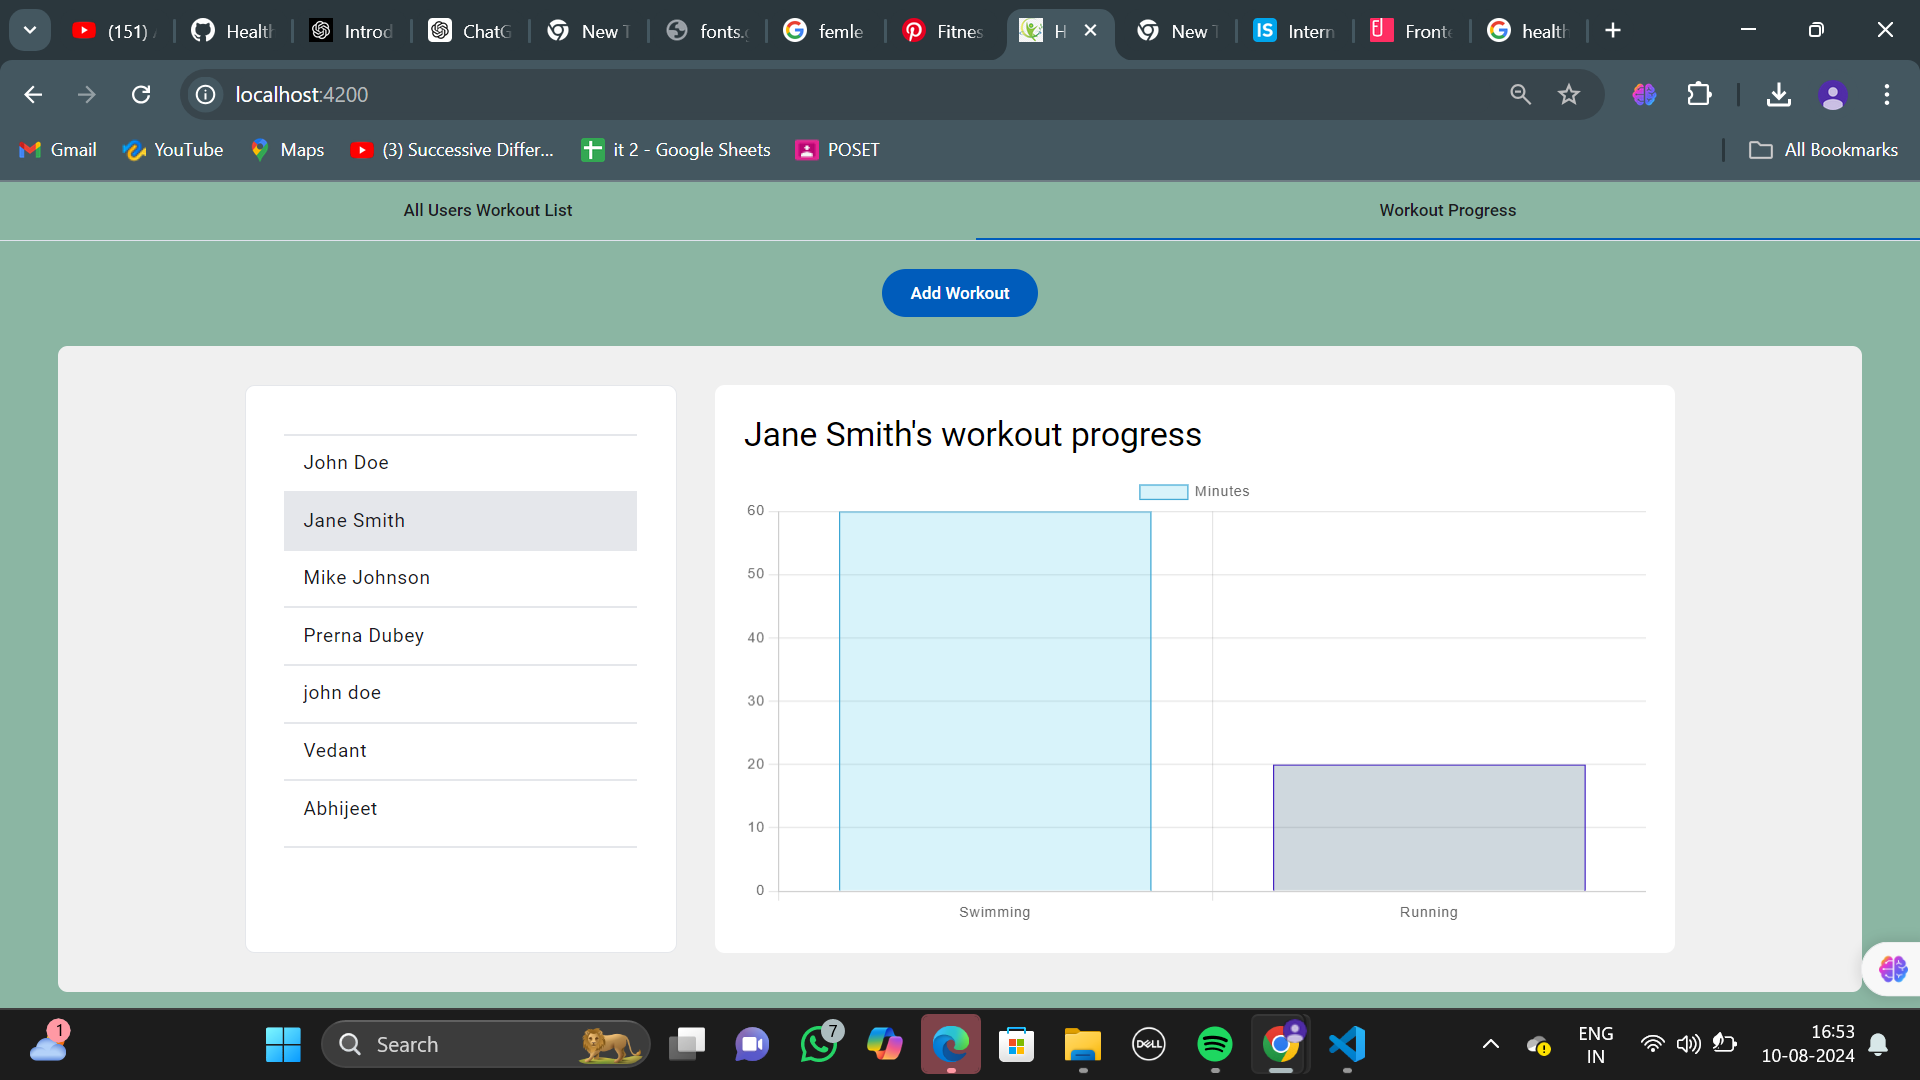 (151)
Health
Introd
ChatG
New T
fonts.g
femle
Fitnes
H
New T
Intern
Fronte
health
localhost:4200
Gmail
YouTube
Maps
(3) Successive Differ...
it 2 - Google Sheets
POSET
All Bookmarks
All Users Workout List
Workout Progress
Add Workout
John Doe
Jane Smith
Mike Johnson
Prerna Dubey
john doe
Vedant
Abhijeet
Jane Smith's workout progress
Minutes
60
50
40
30
20
10
0
Swimming
Running
1
Search
7
DELL
ENG
IN
16:53
10-08-2024